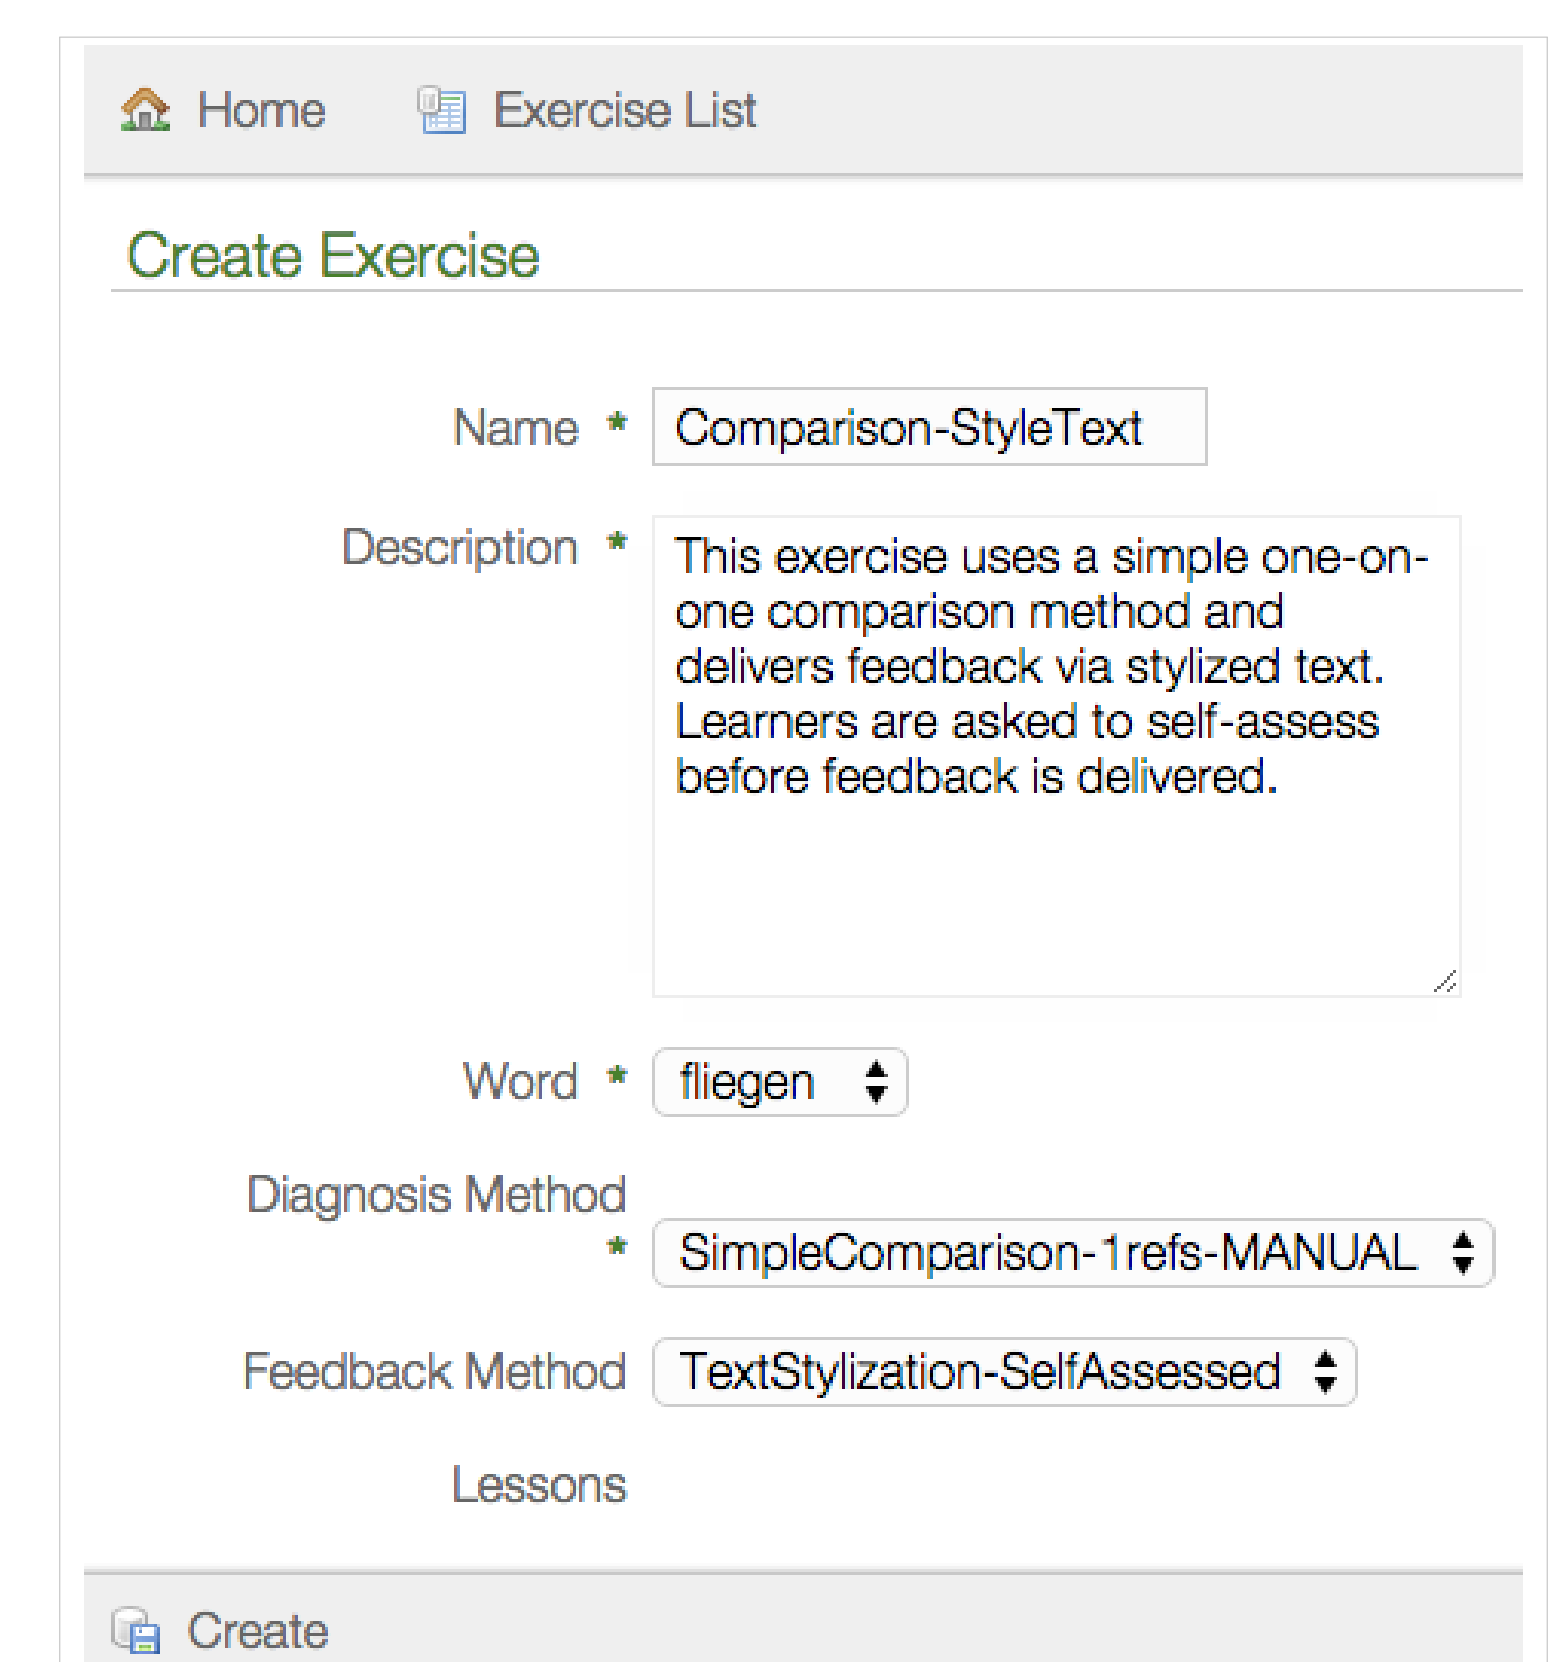 Home Exercise List
Create Exercise
Name * Comparison-StyleText
Description * This exercise uses a simple one-on-
one comparison method and
delivers feedback via stylized text.
Learners are asked to self-assess
before feedback is delivered.
Word * fliegen
Diagnosis Method
* SimpleComparison-1refs-MANUAL
Feedback Method TextStylization-SelfAssessed
Lessons
Create